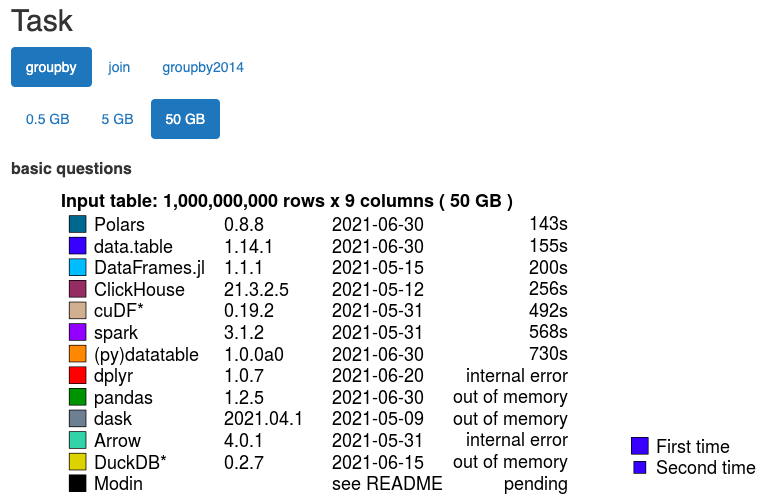 Task
groupby join groupby2014
0.5 GB 5 GB 50 GB
basic questions
Input table: 1,000,000,000 rows x 9 columns ( 50 GB )
Polars 0.8.8 2021-06-30 143s
data.table 1.14.1 2021-06-30 155s
DataFrames.jl 1.1.1 2021-05-15 200s
ClickHouse 21.3.2.5 2021-05-12 256s
cuDF* 0.19.2 2021-05-31 492s
spark 3.1.2 2021-05-31 568s
(py)datatable 1.0.0a0 2021-06-30 730s
dplyr 1.0.7 2021-06-20 internal error
pandas 1.2.5 2021-06-30 out of memory
dask 2021.04.1 2021-05-09 out of memory
Arrow 4.0.1 2021-05-31 internal error
DuckDB* 0.2.7 2021-06-15 out of memory
Modin see README pending
First time
Second time